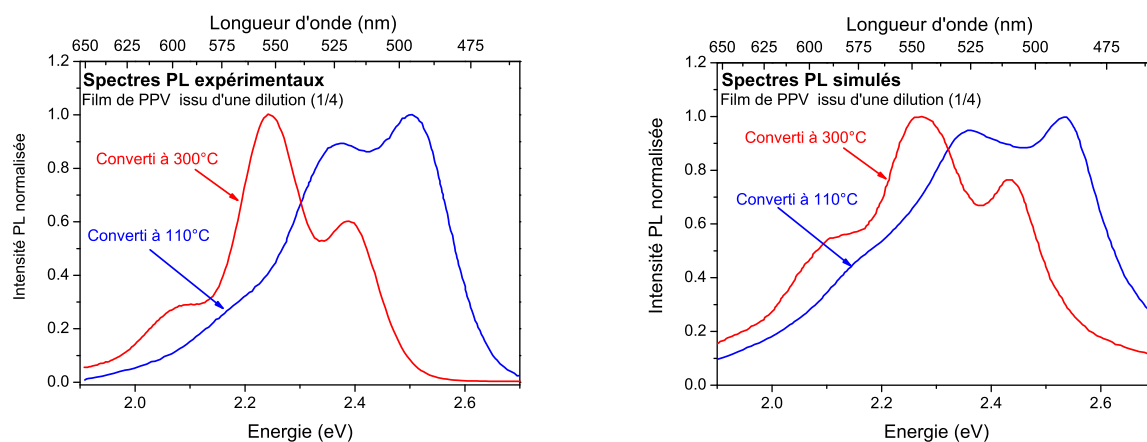 Longueur d'onde (nm)
650 625 600 575 550 525 500 475
1.2
Spectres PL expérimentaux
Film de PPV issu d'une dilution (1/4)
1.0
Converti à 300°C
0.8
0.6
Converti à 110°C
0.4
0.2
0.0
Intensité PL normalisée
2.0 2.2 2.4 2.6
Energie (eV)
Longueur d'onde (nm)
650 625 600 575 550 525 500 475
1.2
Spectres PL simulés
Film de PPV issu d'une dilution (1/4)
1.0
Converti à 300°C
0.8
Converti à 110°C
0.6
0.4
0.2
0.0
Intensité PL normalisée
2.0 2.2 2.4 2.6
Energie (eV)